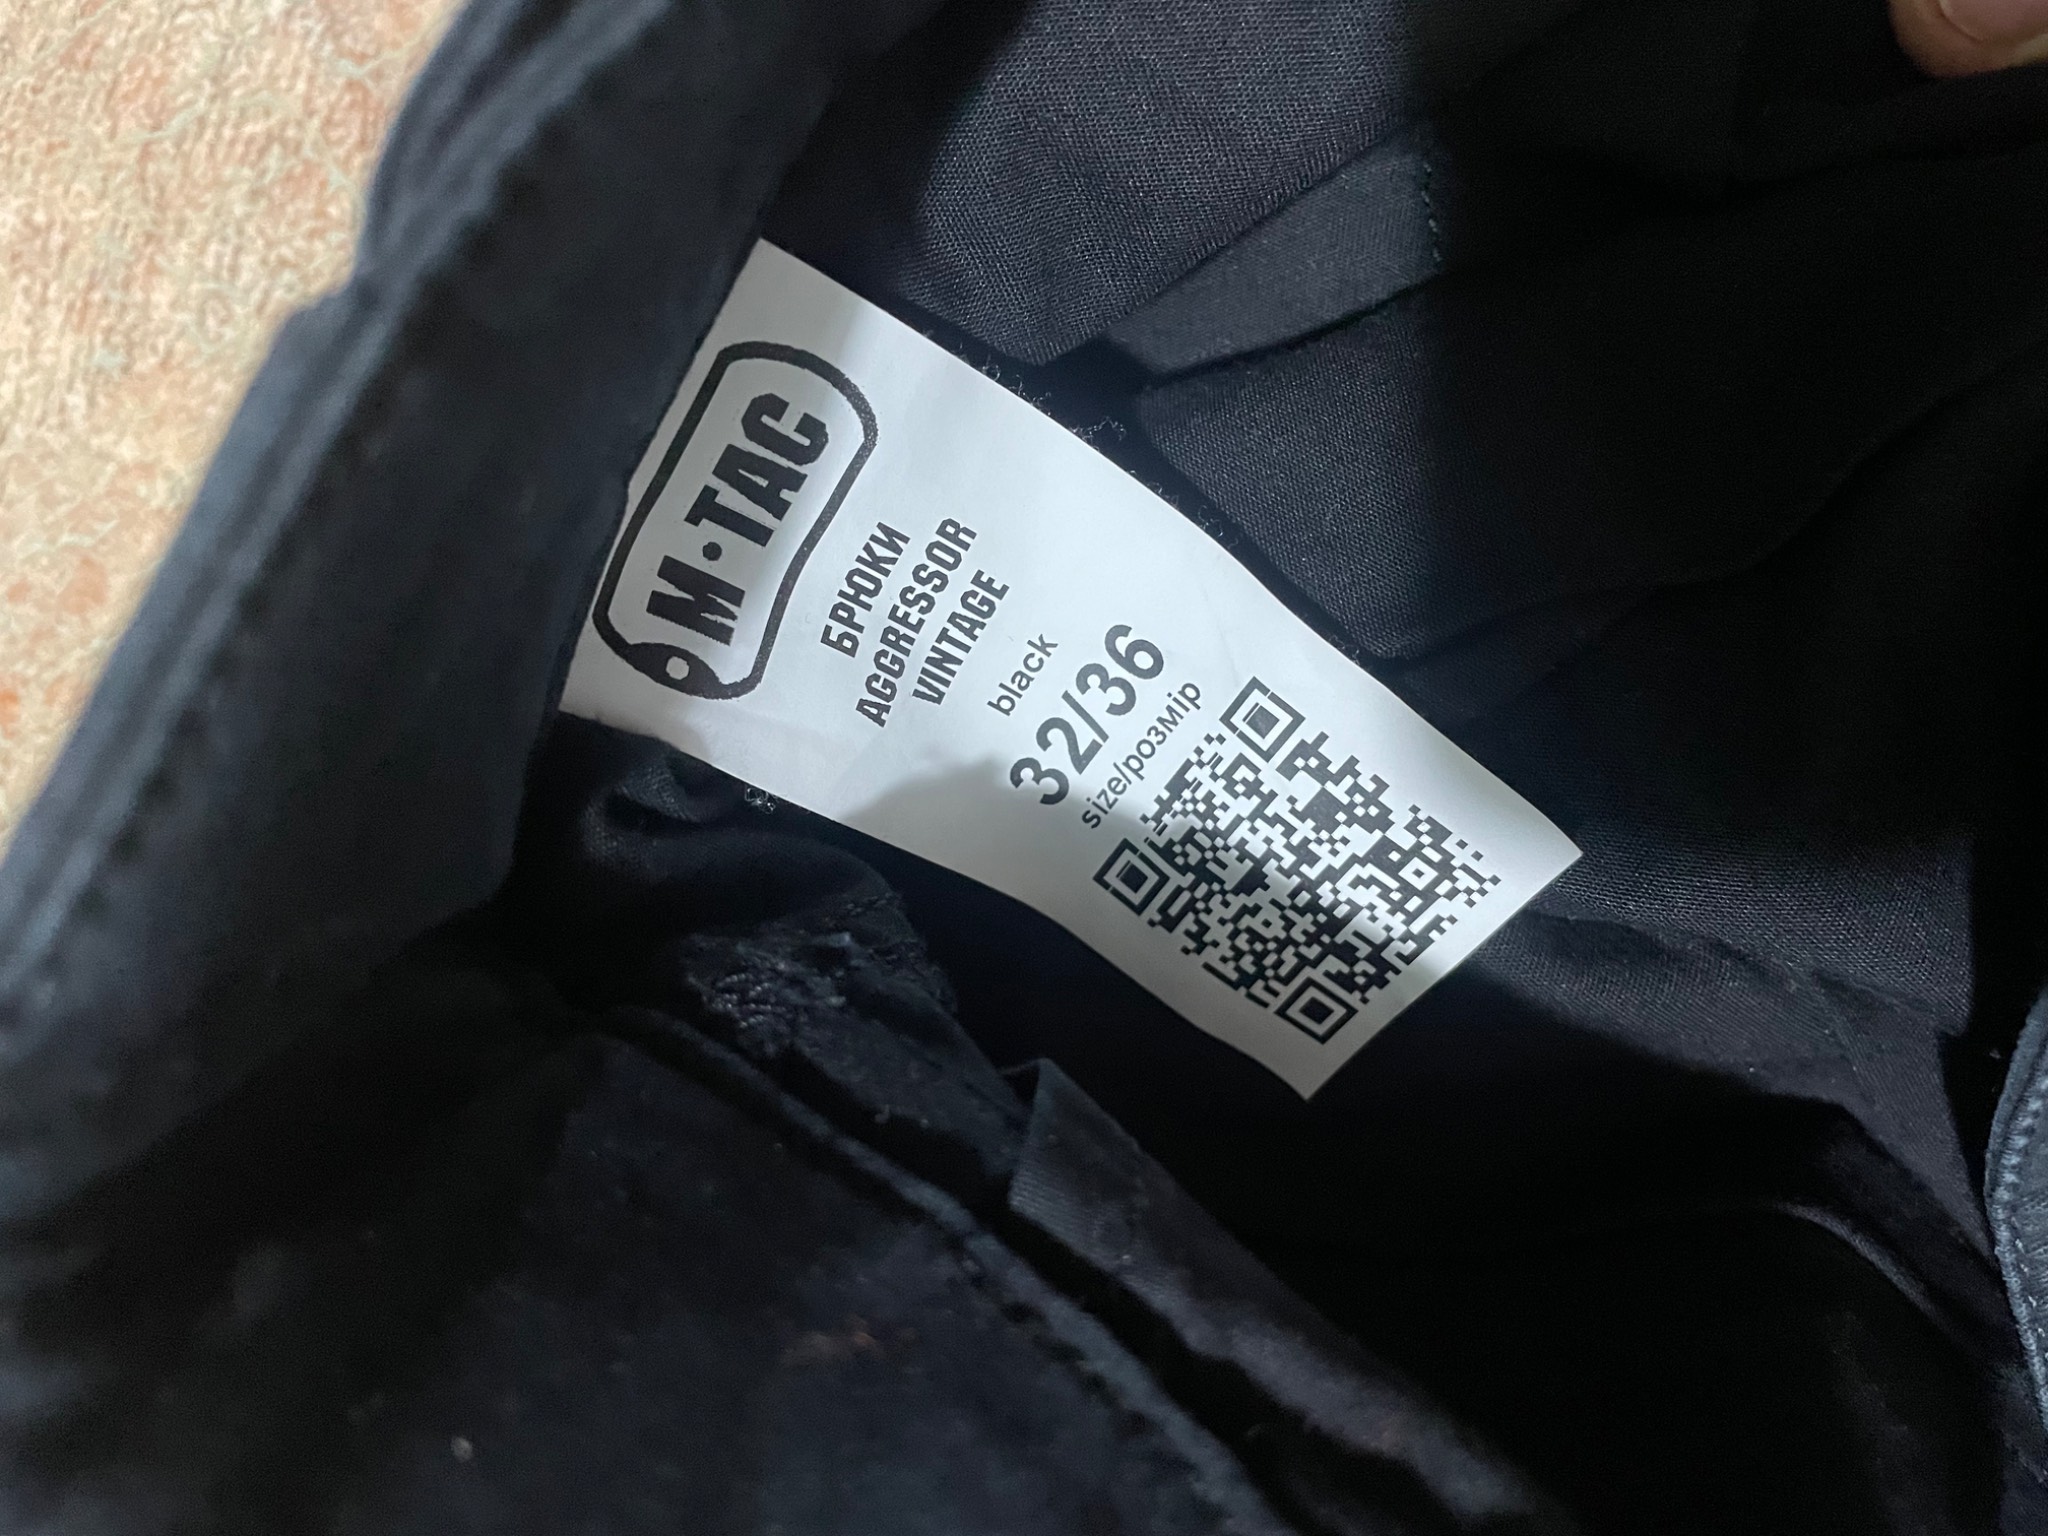 M·TAC
БРЮКИ
AGGRESSOR
VINTAGE
black
32/36
size/розмір